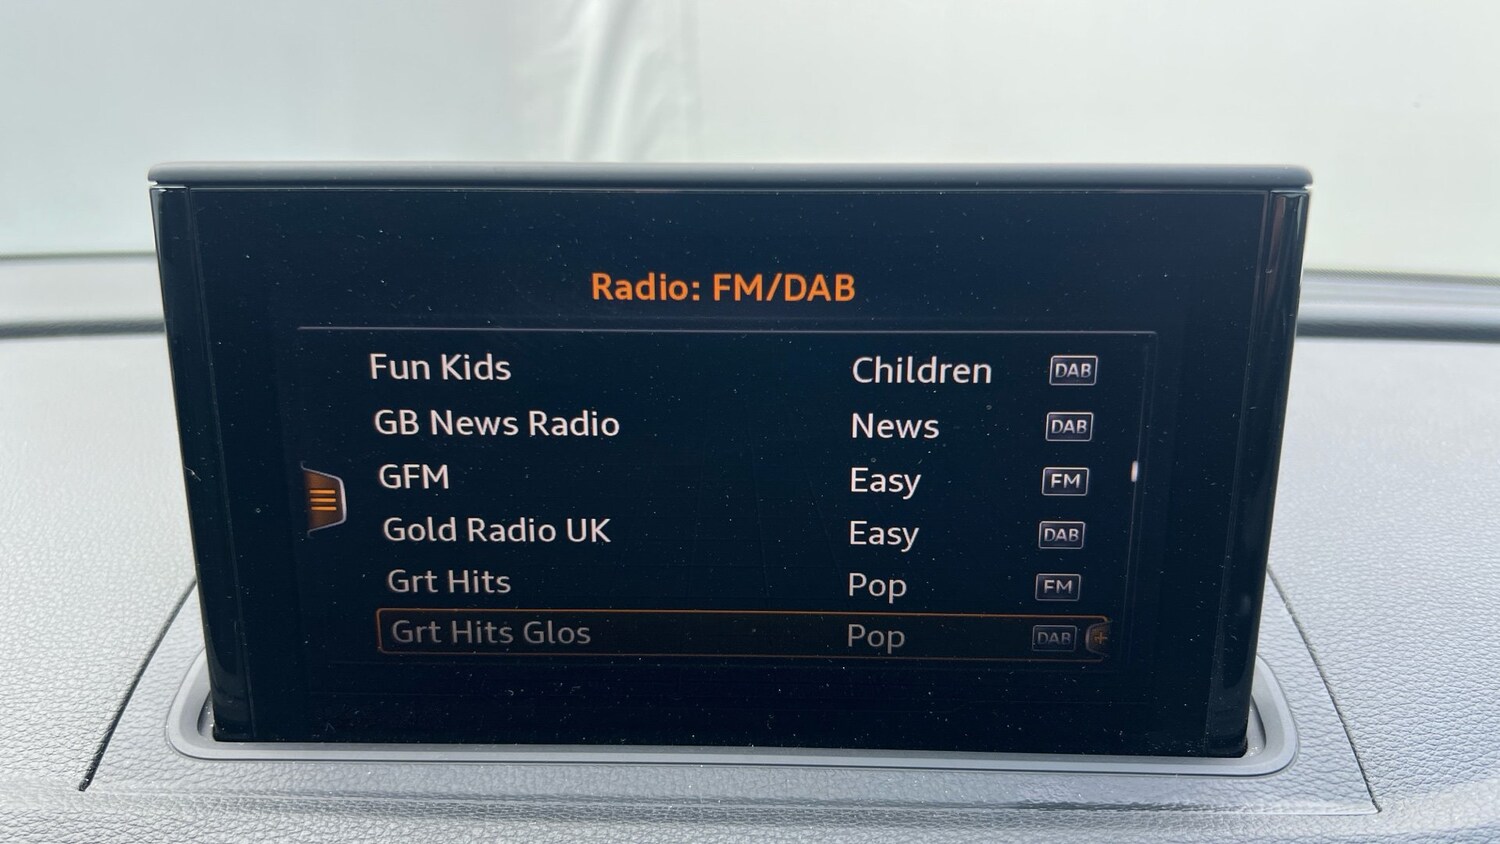 Radio: FM/DAB
Fun Kids Children DAB
GB News Radio News DAB
GFM Easy FM
Gold Radio UK Easy DAB
Grt Hits Pop FM
Grt Hits Glos Pop DAB +